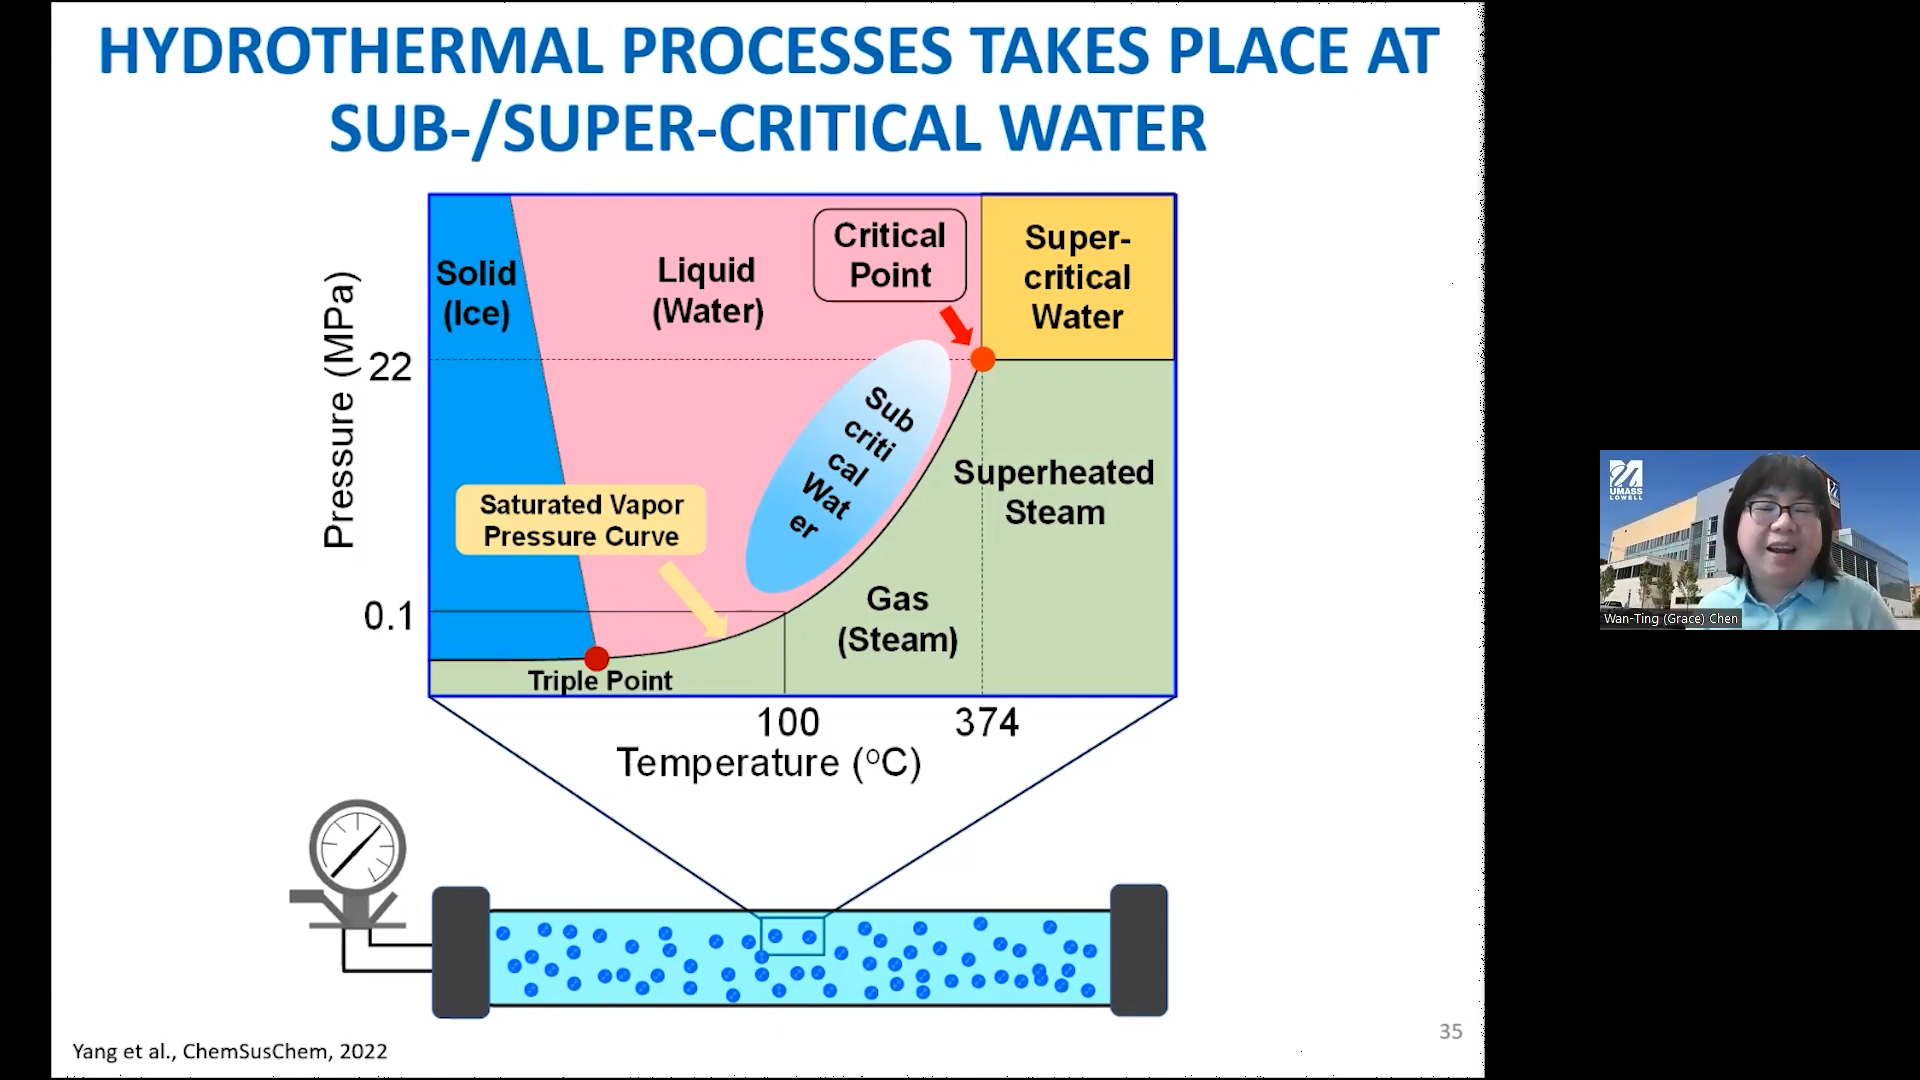 HYDROTHERMAL PROCESSES TAKES PLACE AT
SUB-/SUPER-CRITICAL WATER
Solid
(Ice)
Liquid
(Water)
Critical
Point
Super-
critical
Water
Pressure (MPa)
22
0.1
Sub
criti
cal
Wat
er
Saturated Vapor
Pressure Curve
Superheated
Steam
Gas
(Steam)
Triple Point
100
374
Temperature (°C)
Yang et al., ChemSusChem, 2022
35
UMASS
LOWELL
Wan-Ting (Grace) Chen